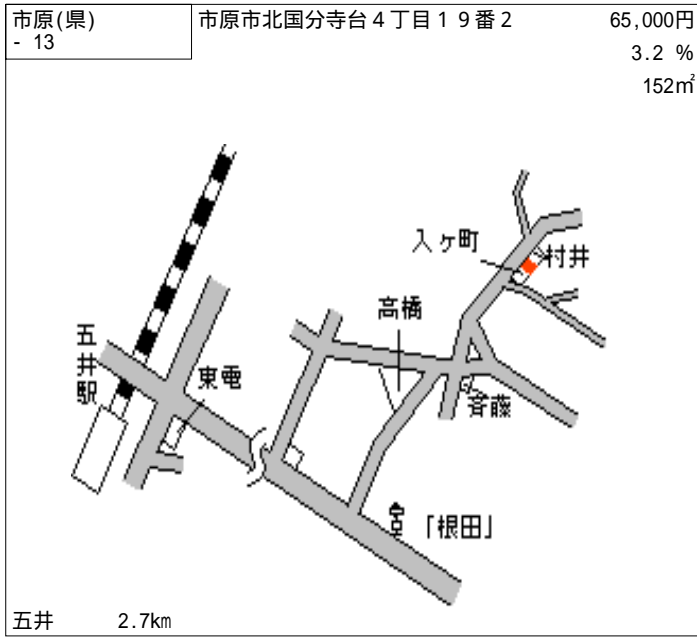 市原(県)
- 13
市原市北国分寺台４丁目１９番２
65,000円
3.2 %
152㎡
入ヶ町
村井
高橋
五井駅
東電
斉藤
「根田」
五井 2.7km